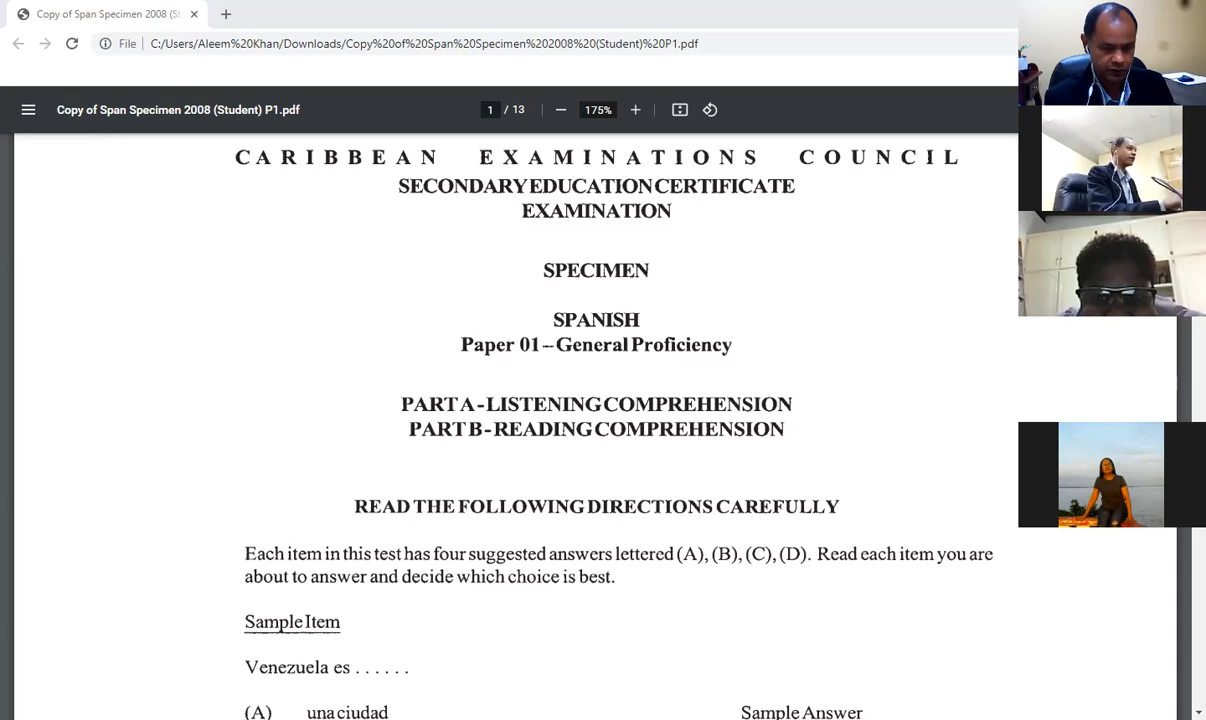 Copy of Span Specimen 2008 (St
File C:/Users/Aleem%20Khan/Downloads/Copy%20of%20Span%20Specimen%202008%20(Student)%20P1.pdf
Copy of Span Specimen 2008 (Student) P1.pdf 1 / 13 175%
CARIBBEAN EXAMINATIONS COUNCIL
SECONDARY EDUCATION CERTIFICATE
EXAMINATION
SPECIMEN
SPANISH
Paper 01 – General Proficiency
PART A - LISTENING COMPREHENSION
PART B - READING COMPREHENSION
READ THE FOLLOWING DIRECTIONS CAREFULLY
Each item in this test has four suggested answers lettered (A), (B), (C), (D). Read each item you are
about to answer and decide which choice is best.
Sample Item
Venezuela es . . . . . .
(A) una ciudad Sample Answer